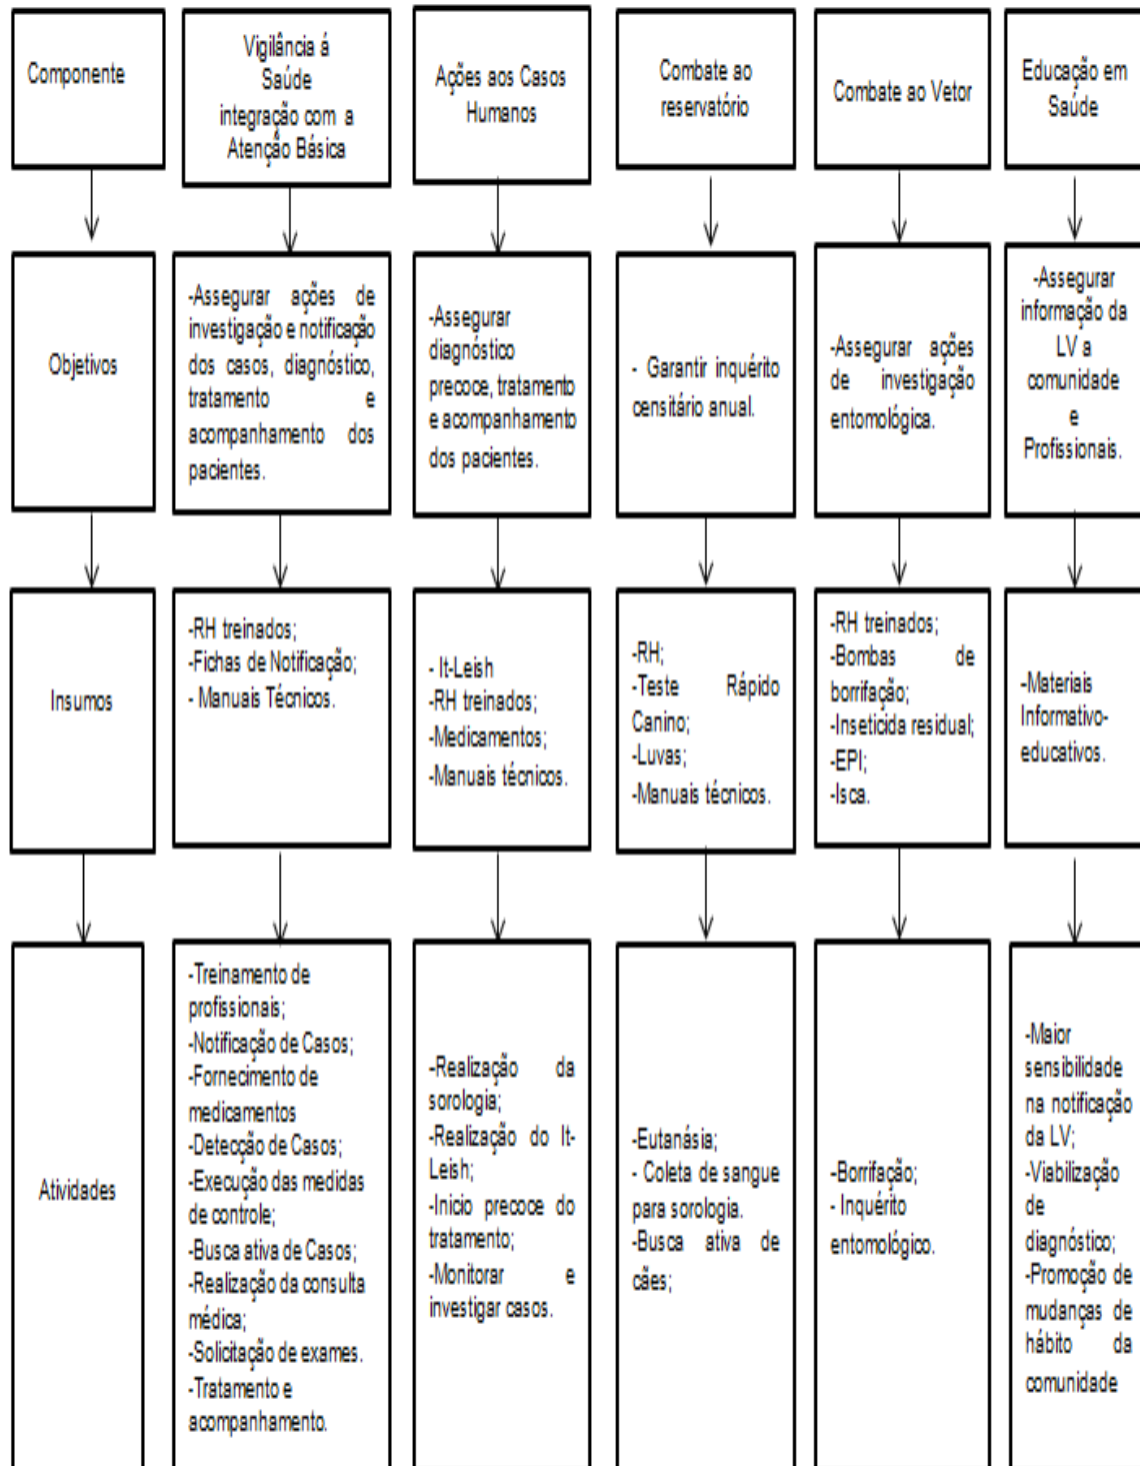 Componente
Vigilância á
Saúde
integração com a
Atenção Básica
Ações aos Casos
Humanos
Combate ao
reservatório
Combate ao Vetor
Educação em
Saúde
Objetivos
-Assegurar ações de
investigação e notificação
dos casos, diagnóstico,
tratamento e
acompanhamento dos
pacientes.
-Assegurar
diagnóstico
precoce, tratamento
e acompanhamento
dos pacientes.
- Garantir inquérito
censitário anual.
-Assegurar ações
de investigação
entomológica.
-Assegurar
informação da
LV a
comunidade
e
Profissionais.
Insumos
-RH treinados;
-Fichas de Notificação;
- Manuais Técnicos.
- It-Leish
-RH treinados;
-Medicamentos;
-Manuais técnicos.
-RH;
-Teste Rápido
Canino;
-Luvas;
-Manuais técnicos.
-RH treinados;
-Bombas de
borrifação;
-Inseticida residual;
-EPI;
-Isca.
-Materiais
Informativo-
educativos.
Atividades
-Treinamento de
profissionais;
-Notificação de Casos;
-Fornecimento de
medicamentos
-Detecção de Casos;
-Execução das medidas
de controle;
-Busca ativa de Casos;
-Realização da consulta
médica;
-Solicitação de exames.
-Tratamento e
acompanhamento.
-Realização da
sorologia;
-Realização do It-
Leish;
-Inicio precoce do
tratamento;
-Monitorar e
investigar casos.
-Eutanásia;
- Coleta de sangue
para sorologia.
-Busca ativa de
cães;
-Borrifação;
- Inquérito
entomológico.
-Maior
sensibilidade
na notificação
da LV;
-Viabilização
de
diagnóstico;
-Promoção de
mudanças de
hábito da
comunidade